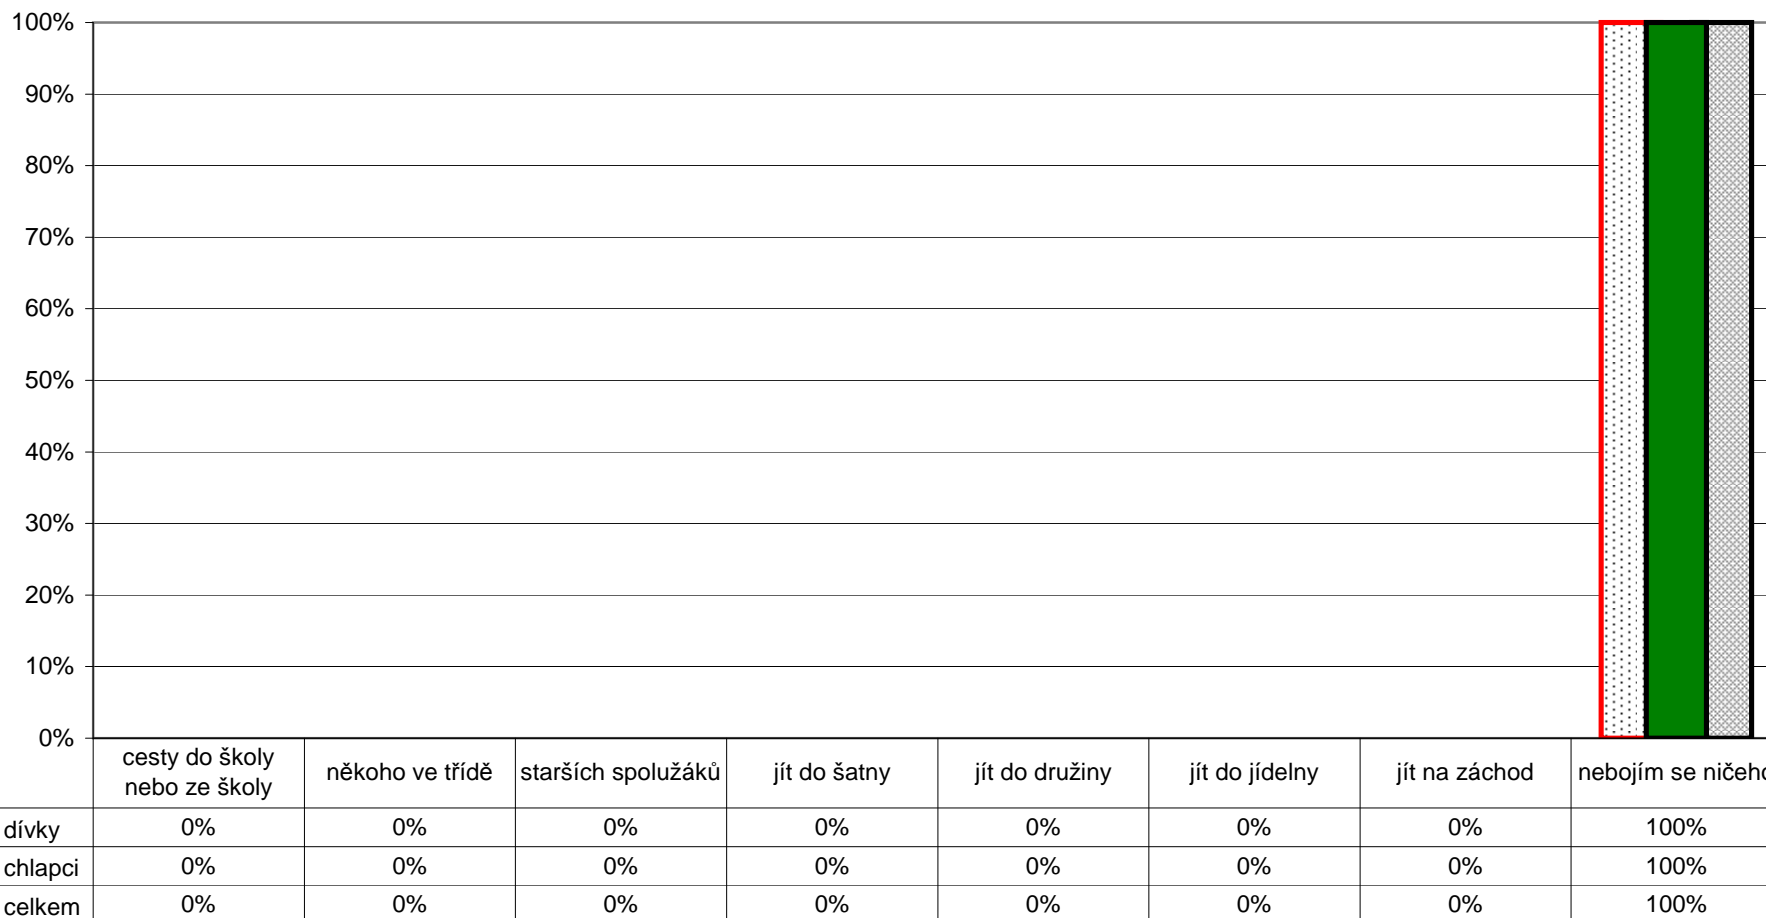 100%
90%
80%
70%
60%
50%
40%
30%
20%
10%
0%
cesty do školy
nebo ze školy
někoho ve třídě
starších spolužáků
jít do šatny
jít do družiny
jít do jídelny
jít na záchod
nebojím se ničeho
dívky 0% 0% 0% 0% 0% 0% 0% 100%
chlapci 0% 0% 0% 0% 0% 0% 0% 100%
celkem 0% 0% 0% 0% 0% 0% 0% 100%